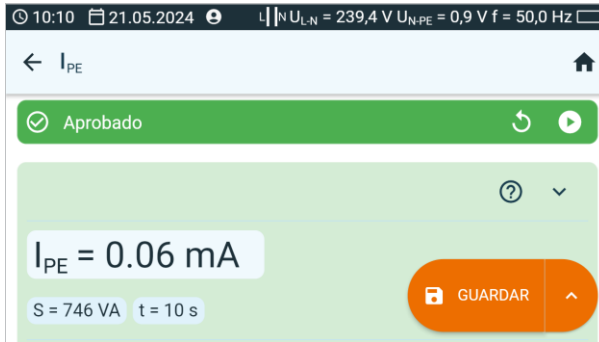 10:10 21.05.2024 L N U L-N = 239,4 V U N-PE = 0,9 V f = 50,0 Hz
I PE
Aprobado
I PE = 0.06 mA
S = 746 VA t = 10 s
GUARDAR